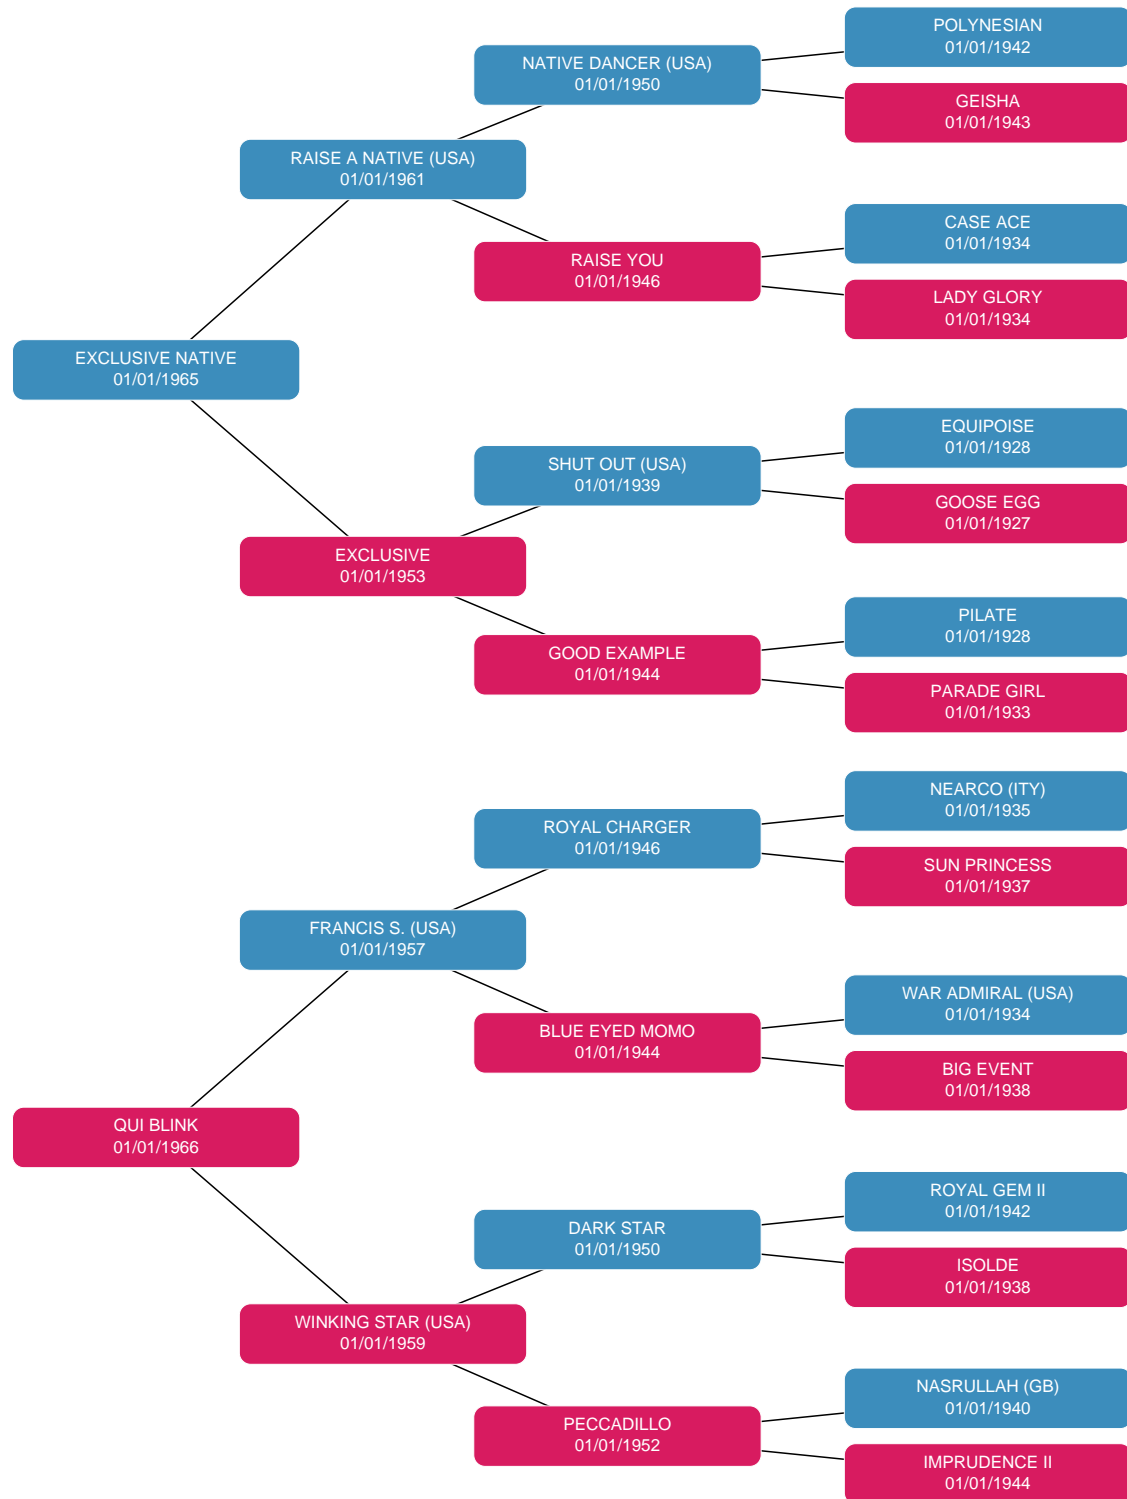 POLYNESIAN
01/01/1942
NATIVE DANCER (USA)
01/01/1950
GEISHA
01/01/1943
RAISE A NATIVE (USA)
01/01/1961
CASE ACE
01/01/1934
RAISE YOU
01/01/1946
LADY GLORY
01/01/1934
EXCLUSIVE NATIVE
01/01/1965
EQUIPOISE
01/01/1928
SHUT OUT (USA)
01/01/1939
GOOSE EGG
01/01/1927
EXCLUSIVE
01/01/1953
PILATE
01/01/1928
GOOD EXAMPLE
01/01/1944
PARADE GIRL
01/01/1933
NEARCO (ITY)
01/01/1935
ROYAL CHARGER
01/01/1946
SUN PRINCESS
01/01/1937
FRANCIS S. (USA)
01/01/1957
WAR ADMIRAL (USA)
01/01/1934
BLUE EYED MOMO
01/01/1944
BIG EVENT
01/01/1938
QUI BLINK
01/01/1966
ROYAL GEM II
01/01/1942
DARK STAR
01/01/1950
ISOLDE
01/01/1938
WINKING STAR (USA)
01/01/1959
NASRULLAH (GB)
01/01/1940
PECCADILLO
01/01/1952
IMPRUDENCE II
01/01/1944